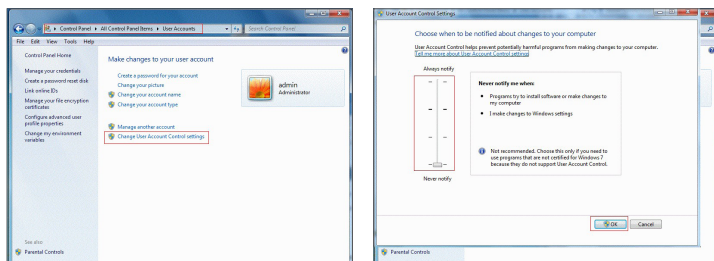 Control Panel ▸ All Control Panel Items ▸ User Accounts
Search Control Panel
File Edit View Tools Help
Control Panel Home
Manage your credentials
Create a password reset disk
Link online IDs
Manage your file encryption
certificates
Configure advanced user
profile properties
Change my environment
variables
See also
Parental Controls
Make changes to your user account
Create a password for your account
Change your picture
Change your account name
Change your account type
Manage another account
Change User Account Control settings
admin
Administrator
User Account Control Settings
Choose when to be notified about changes to your computer
User Account Control helps prevent potentially harmful programs from making changes to your computer.
Tell me more about User Account Control settings
Always notify
Never notify
Never notify me when:
• Programs try to install software or make changes to
my computer
• I make changes to Windows settings
Not recommended. Choose this only if you need to
use programs that are not certified for Windows 7
because they do not support User Account Control.
OK
Cancel
Parental Controls